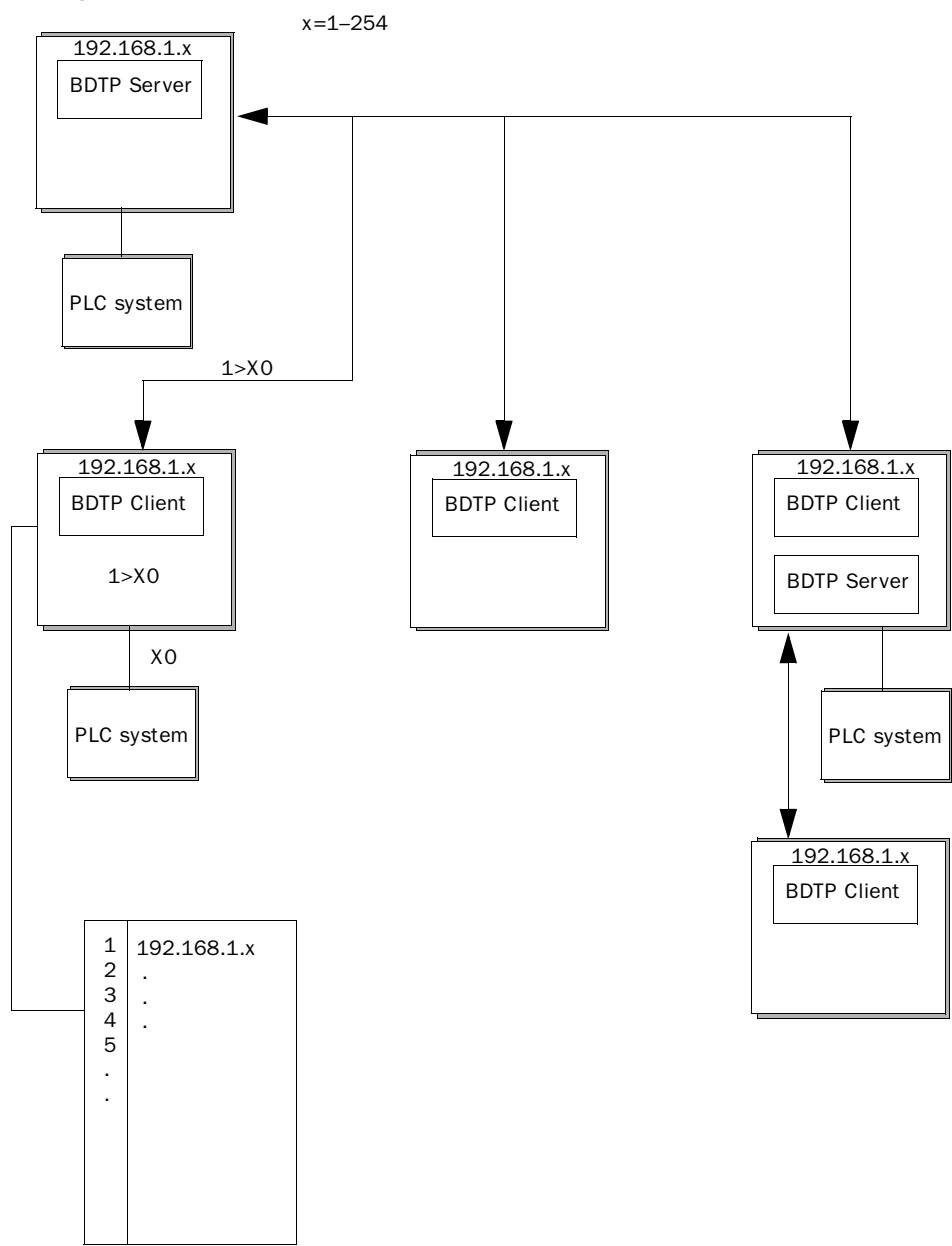 x=1–254
192.168.1.x
BDTP Server
PLC system
1>X0
192.168.1.x
BDTP Client
1>X0
192.168.1.x
BDTP Client
192.168.1.x
BDTP Client
BDTP Server
X0
PLC system
PLC system
192.168.1.x
BDTP Client
1 192.168.1.x
2 .
3 .
4 .
5
.
.